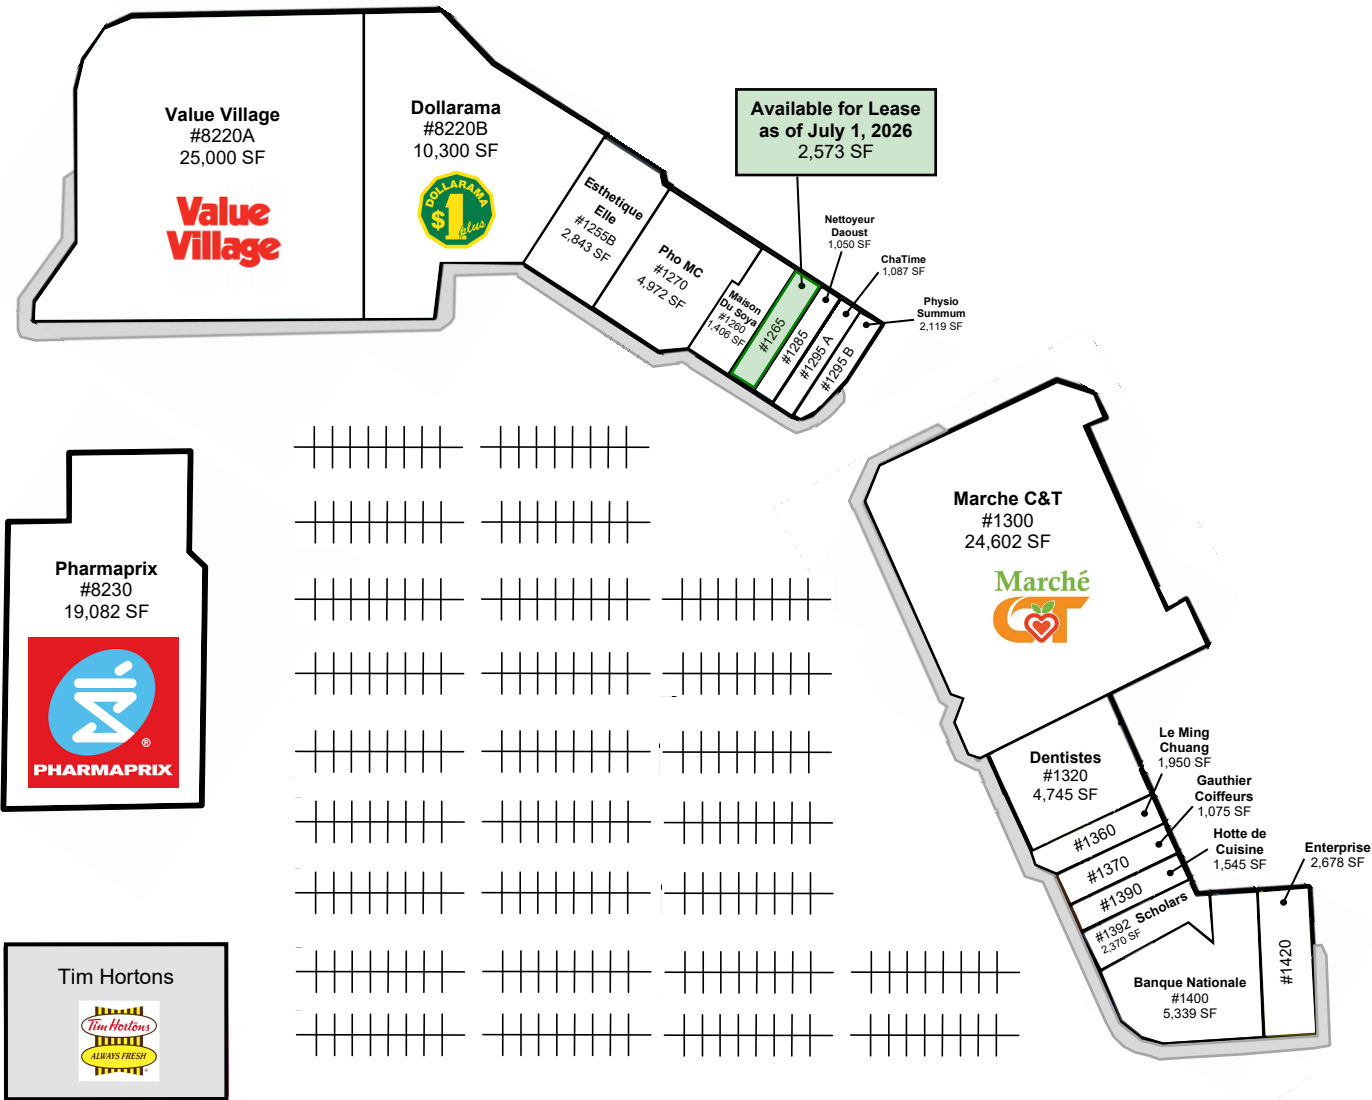 Value Village
#8220A
25,000 SF
Value
Village
Dollarama
#8220B
10,300 SF
DOLLARAMA
$1
plus
Esthetique
Elle
#1255B
2,843 SF
Pho MC
#1270
4,972 SF
Maison
Du Soya
#1260
1,406 SF
Available for Lease
as of July 1, 2026
2,573 SF
#1265
Nettoyeur
Daoust
1,050 SF
#1285
ChaTime
1,087 SF
#1295 A
Physio
Summum
2,119 SF
#1295 B
Marche C&T
#1300
24,602 SF
Marché
C&T
Pharmaprix
#8230
19,082 SF
®
PHARMAPRIX
Dentistes
#1320
4,745 SF
Le Ming
Chuang
1,950 SF
#1360
Gauthier
Coiffeurs
1,075 SF
#1370
Hotte de
Cuisine
1,545 SF
#1390
#1392 Scholars
2,370 SF
Enterprise
2,678 SF
#1420
Banque Nationale
#1400
5,339 SF
Tim Hortons
Tim Hortons
ALWAYS FRESH